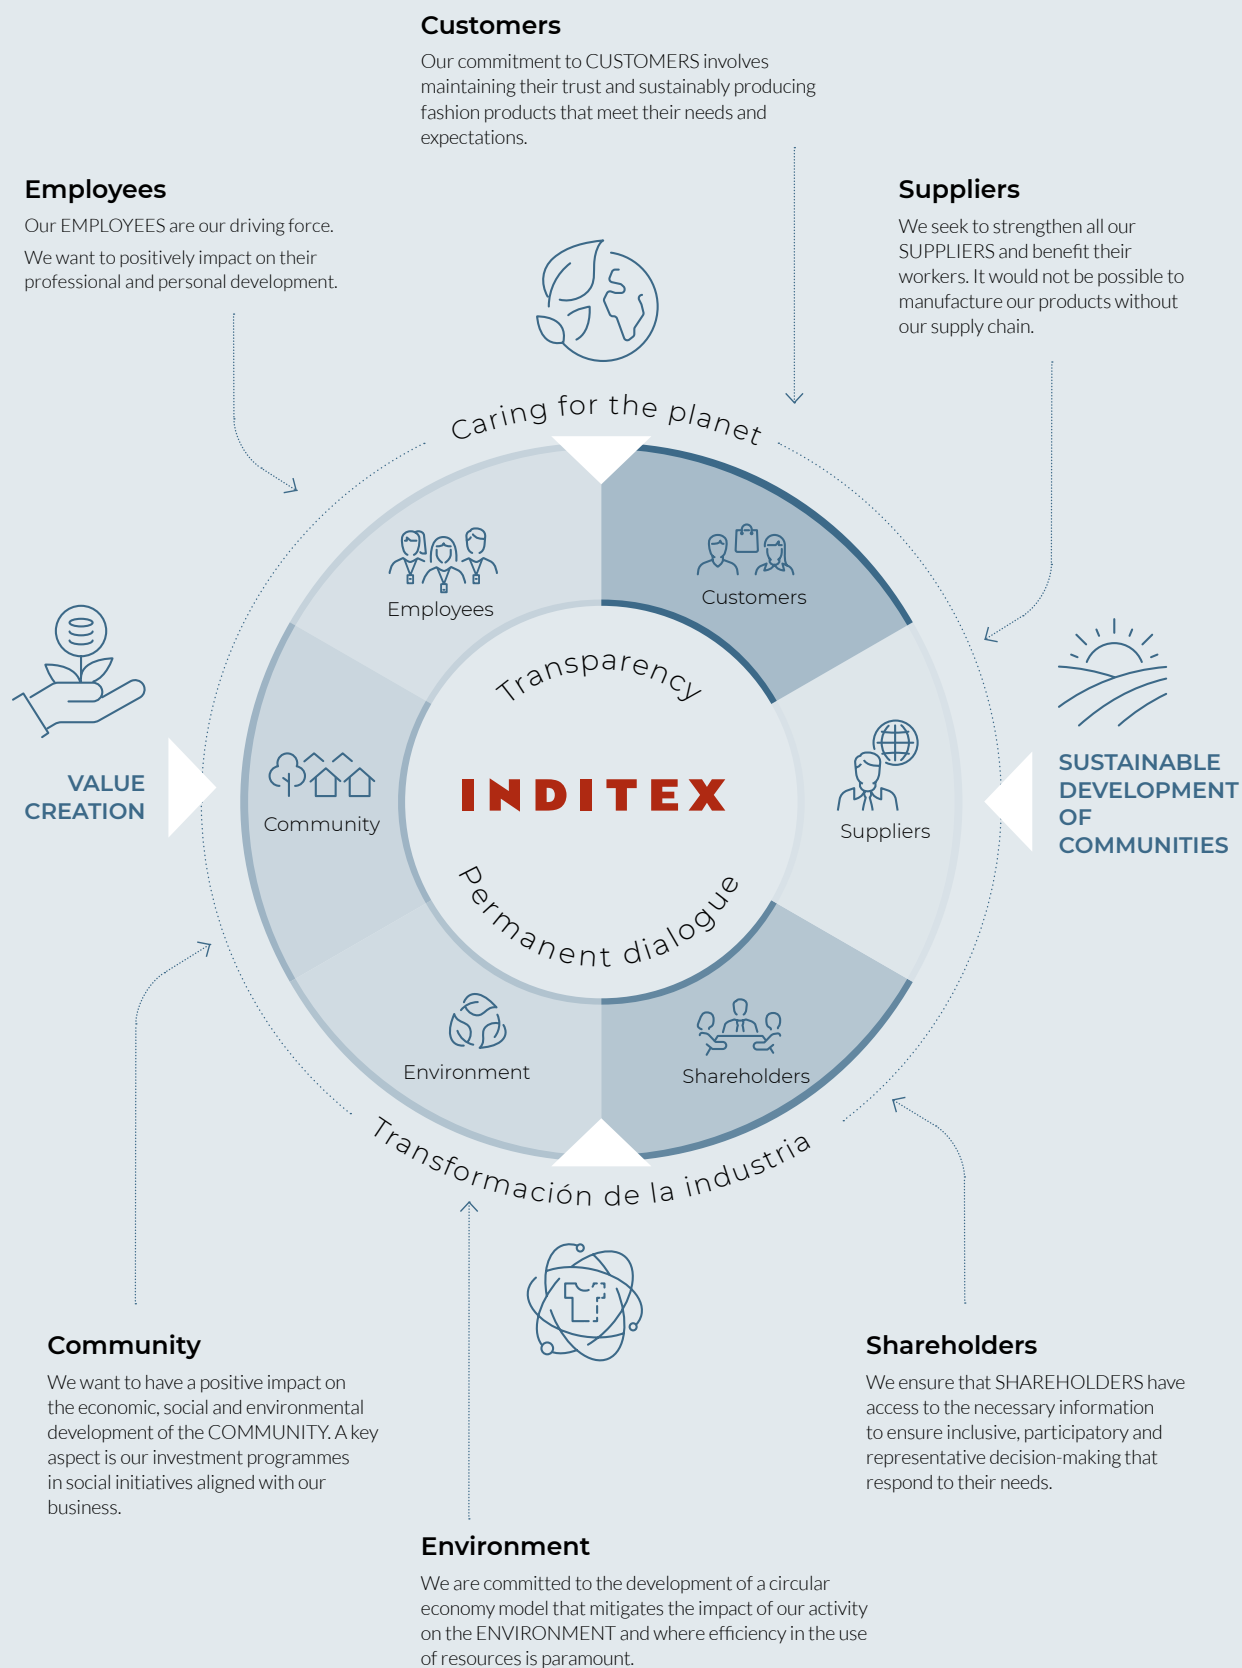 Customers
Our commitment to CUSTOMERS involves
maintaining their trust and sustainably producing
fashion products that meet their needs and
expectations.
Employees
Our EMPLOYEES are our driving force.
We want to positively impact on their
professional and personal development.
Suppliers
We seek to strengthen all our
SUPPLIERS and benefit their
workers. It would not be possible to
manufacture our products without
our supply chain.
Caring for the planet
Employees
Customers
Transparency
INDITEX
Permanent dialogue
Community
Suppliers
Environment
Shareholders
VALUE
CREATION
SUSTAINABLE
DEVELOPMENT
OF
COMMUNITIES
Transformación de la industria
Community
We want to have a positive impact on
the economic, social and environmental
development of the COMMUNITY. A key
aspect is our investment programmes
in social initiatives aligned with our
business.
Shareholders
We ensure that SHAREHOLDERS have
access to the necessary information
to ensure inclusive, participatory and
representative decision-making that
respond to their needs.
Environment
We are committed to the development of a circular
economy model that mitigates the impact of our activity
on the ENVIRONMENT and where efficiency in the use
of resources is paramount.